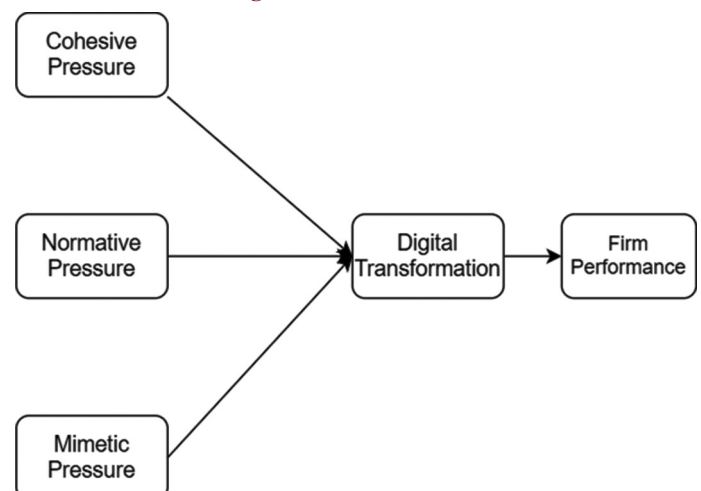 Cohesive
Pressure
Normative
Pressure
Digital
Transformation
Firm
Performance
Mimetic
Pressure